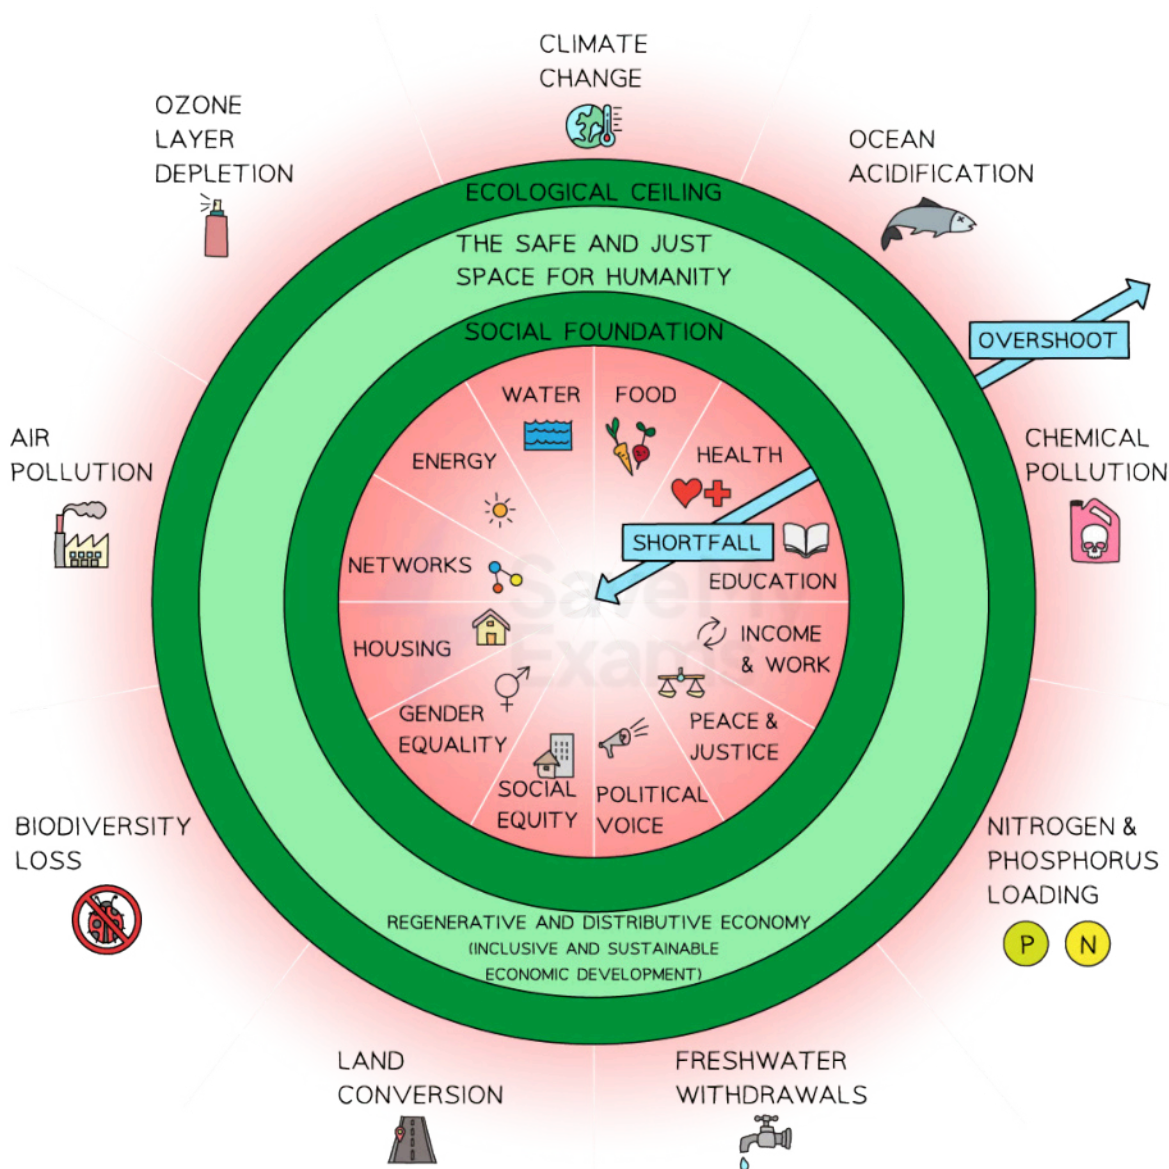 CLIMATE
CHANGE
OZONE
LAYER
DEPLETION
OCEAN
ACIDIFICATION
ECOLOGICAL CEILING
THE SAFE AND JUST
SPACE FOR HUMANITY
SOCIAL FOUNDATION
OVERSHOOT
WATER
FOOD
ENERGY
HEALTH
AIR
POLLUTION
CHEMICAL
POLLUTION
SHORTFALL
NETWORKS
EDUCATION
Save My
Exams
HOUSING
INCOME
& WORK
GENDER
EQUALITY
PEACE &
JUSTICE
SOCIAL
EQUITY
POLITICAL
VOICE
BIODIVERSITY
LOSS
NITROGEN &
PHOSPHORUS
LOADING
P N
REGENERATIVE AND DISTRIBUTIVE ECONOMY
(INCLUSIVE AND SUSTAINABLE
ECONOMIC DEVELOPMENT)
LAND
CONVERSION
FRESHWATER
WITHDRAWALS